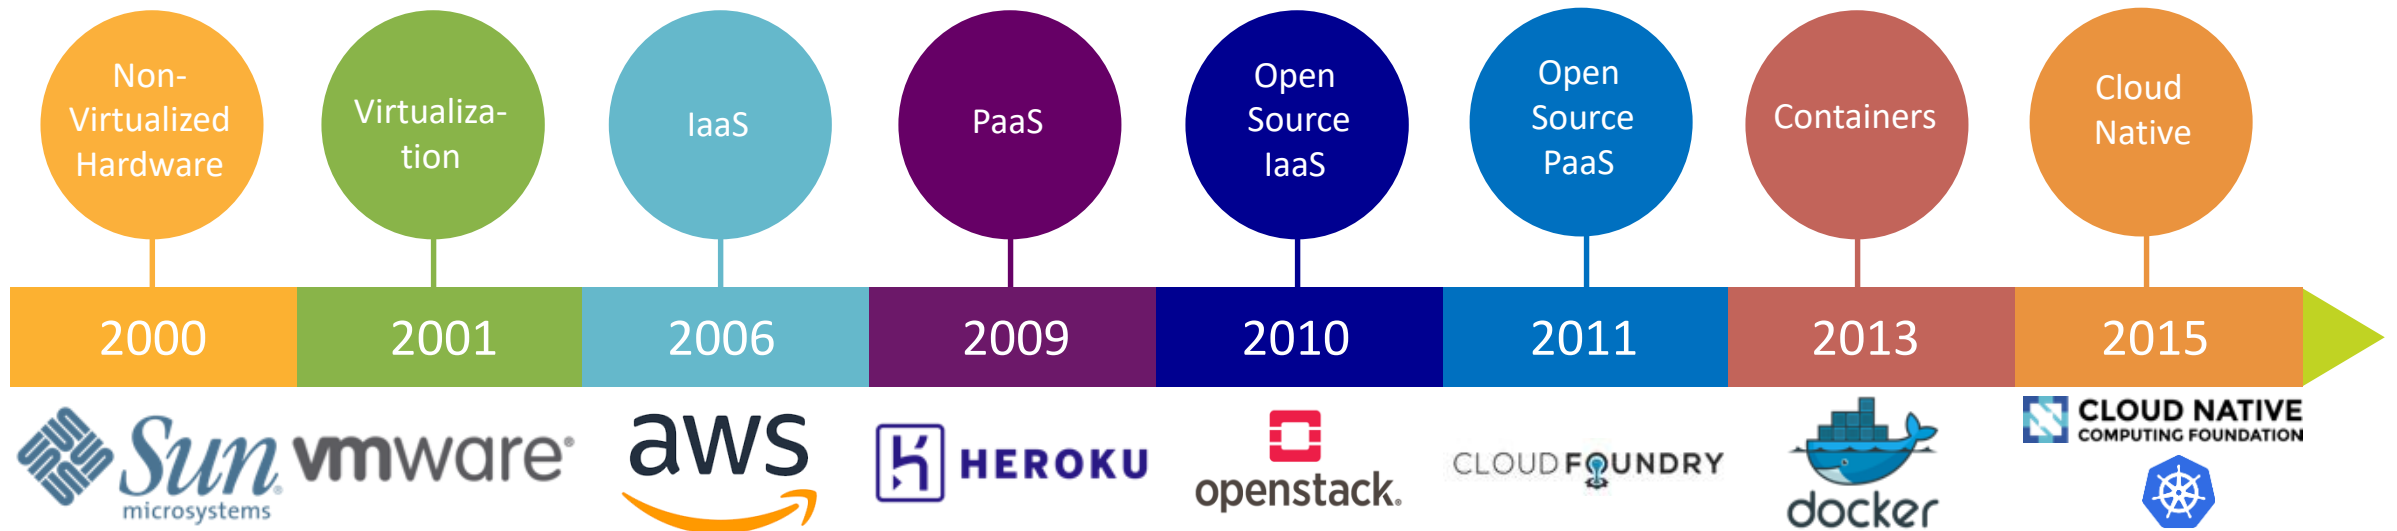 Non-
Virtualized
Hardware
Virtualiza-
tion
IaaS
PaaS
Open
Source
IaaS
Open
Source
PaaS
Containers
Cloud
Native
2000
2001
2006
2009
2010
2011
2013
2015
Sun
microsystems
vmware
aws
HEROKU
openstack.
CLOUD FOUNDRY
docker
CLOUD NATIVE
COMPUTING FOUNDATION